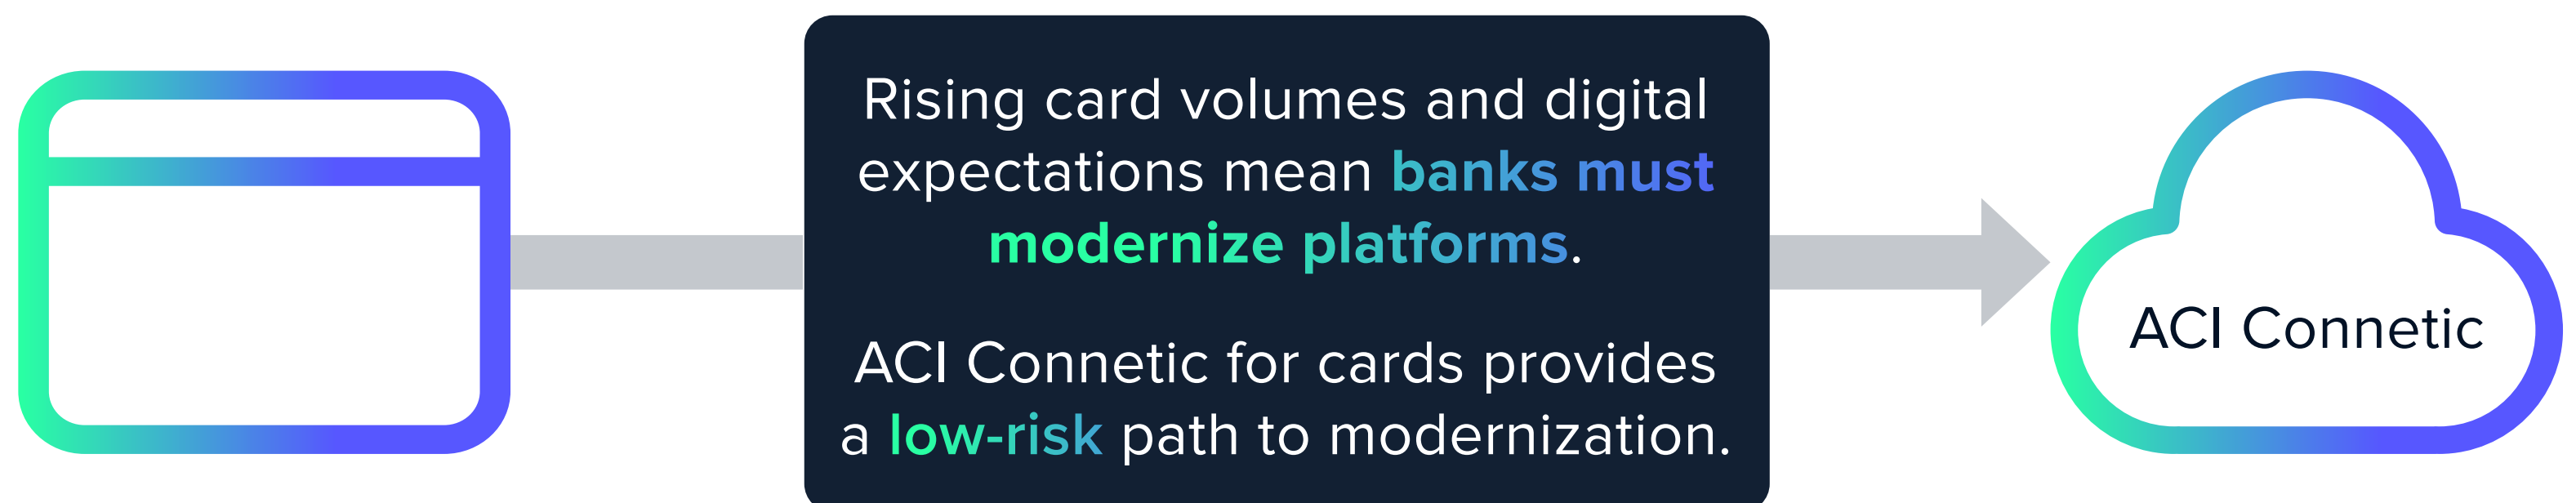 Rising card volumes and digital
expectations mean banks must
modernize platforms.
ACI Connetic for cards provides
a low-risk path to modernization.
ACI Connetic